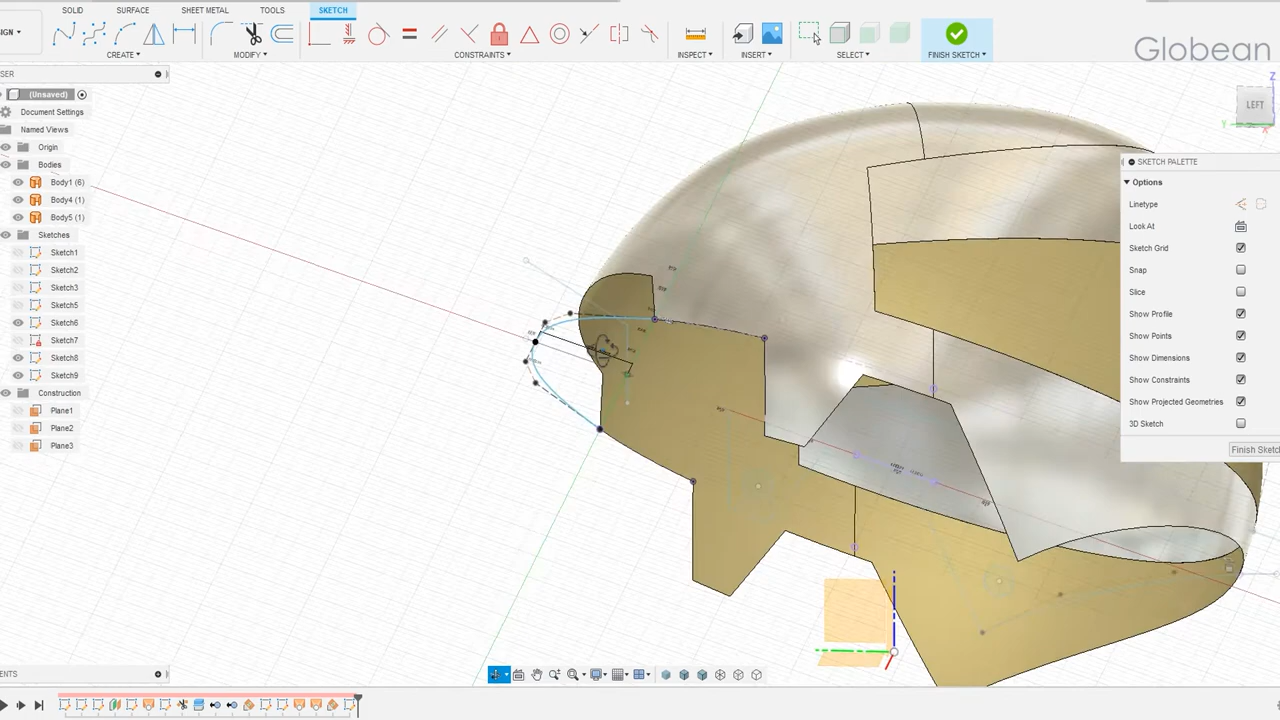 SOLID SURFACE SHEET METAL TOOLS SKETCH
CREATE MODIFY CONSTRAINTS INSPECT INSERT SELECT FINISH SKETCH
Globean
(Unsaved)
Document Settings
Named Views
Origin
Bodies
Body1 (6)
Body4 (1)
Body5 (1)
Sketches
Sketch1
Sketch2
Sketch3
Sketch5
Sketch6
Sketch7
Sketch8
Sketch9
Construction
Plane1
Plane2
Plane3
Z
LEFT
Y
X
SKETCH PALETTE
Options
Linetype
Look At
Sketch Grid
Snap
Slice
Show Profile
Show Points
Show Dimensions
Show Constraints
Show Projected Geometries
3D Sketch
Finish Sketch